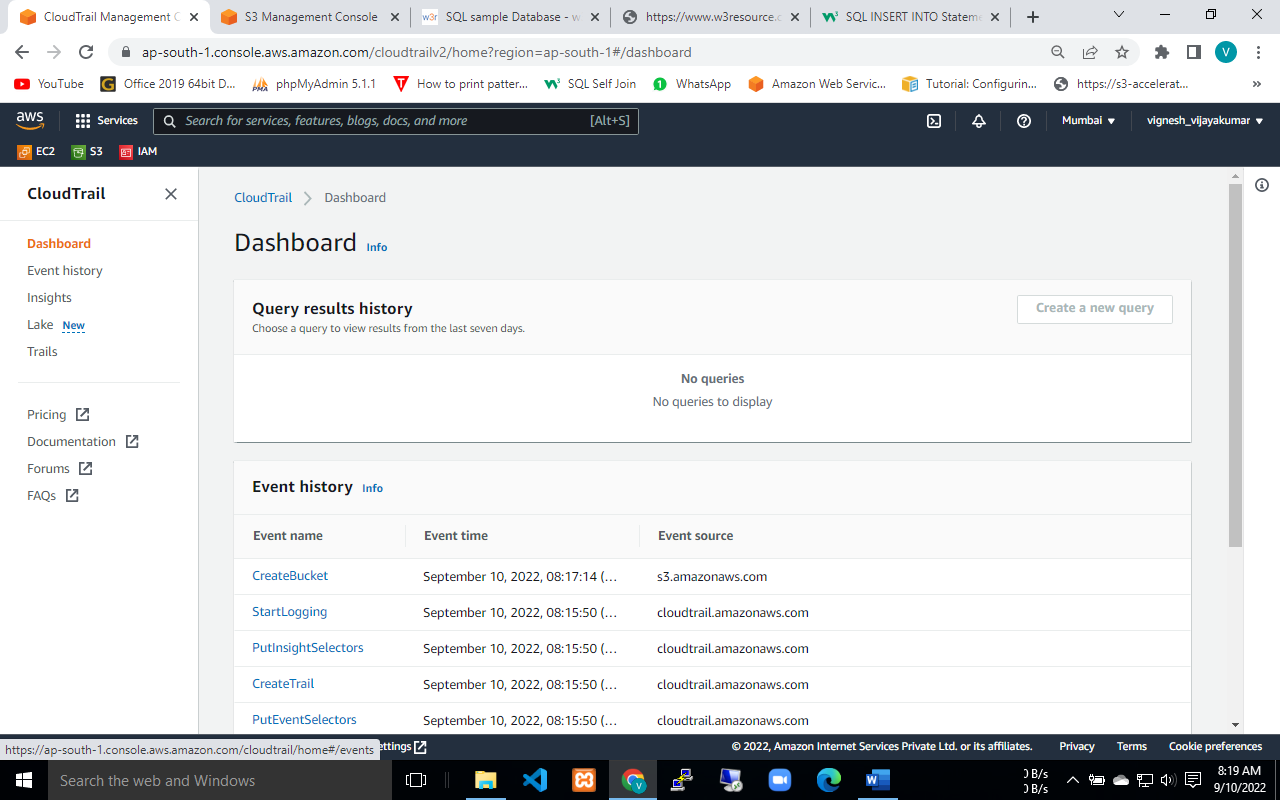 CloudTrail Management C
S3 Management Console
w3r SQL sample Database - w
https://www.w3resource.c
SQL INSERT INTO Statem
ap-south-1.console.aws.amazon.com/cloudtrailv2/home?region=ap-south-1#/dashboard
V
YouTube
G Office 2019 64bit D...
PMA phpMyAdmin 5.1.1
How to print patter...
SQL Self Join
1 WhatsApp
Amazon Web Servic...
Tutorial: Configurin...
https://s3-accelerat...
»
aws
Services
Search for services, features, blogs, docs, and more [Alt+S]
Mumbai
vignesh_vijayakumar
EC2
S3
IAM
CloudTrail
Dashboard
Event history
Insights
Lake New
Trails
Pricing
Documentation
Forums
FAQs
CloudTrail Dashboard
Dashboard Info
Query results history
Choose a query to view results from the last seven days.
Create a new query
No queries
No queries to display
Event history Info
Event name Event time Event source
CreateBucket September 10, 2022, 08:17:14 (... s3.amazonaws.com
StartLogging September 10, 2022, 08:15:50 (... cloudtrail.amazonaws.com
PutInsightSelectors September 10, 2022, 08:15:50 (... cloudtrail.amazonaws.com
CreateTrail September 10, 2022, 08:15:50 (... cloudtrail.amazonaws.com
PutEventSelectors September 10, 2022, 08:15:50 (... cloudtrail.amazonaws.com
https://ap-south-1.console.aws.amazon.com/cloudtrail/home#/events
ettings
© 2022, Amazon Internet Services Private Ltd. or its affiliates.
Privacy
Terms
Cookie preferences
Search the web and Windows
V
0 B/s
0 B/s
8:19 AM
9/10/2022